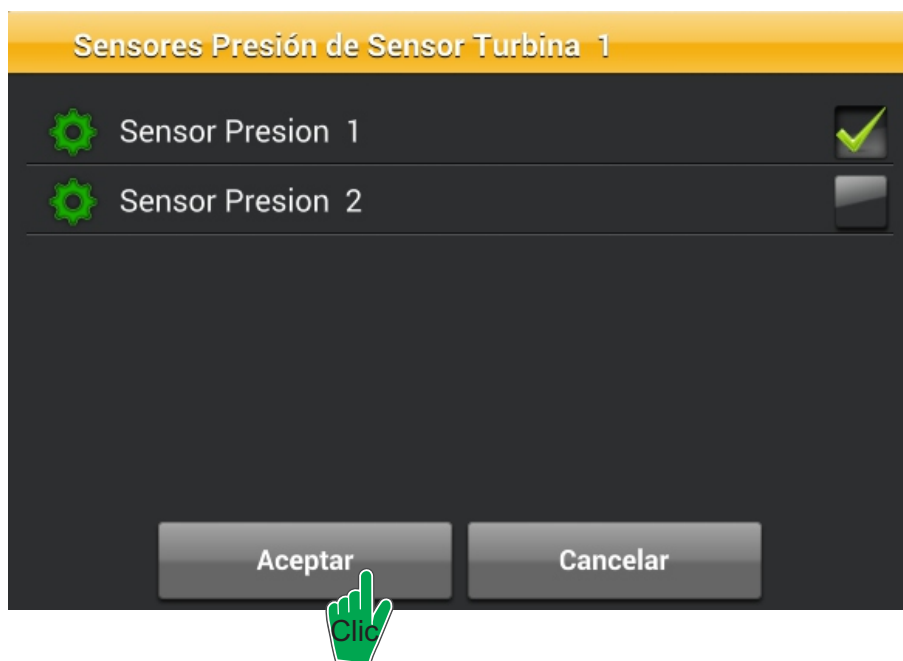 Sensores Presión de Sensor Turbina 1
Sensor Presion 1
Sensor Presion 2
Aceptar
Cancelar
Clic